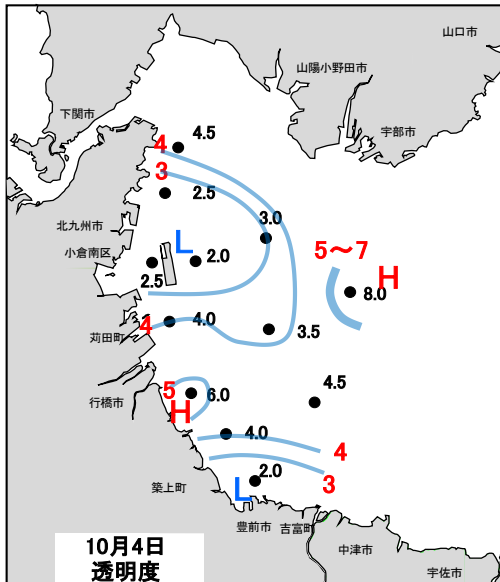 山口市
山陽小野田市
下関市
宇部市
4.5
4
3
2.5
3.0
北九州市
小倉南区
L
2.0
5～7
H
2.5
8.0
4
4.0
3.5
苅田町
5
6.0
4.5
行橋市
H
4.0
4
2.0
3
築上町
L
豊前市
吉富町
中津市
宇佐市
10月4日
透明度